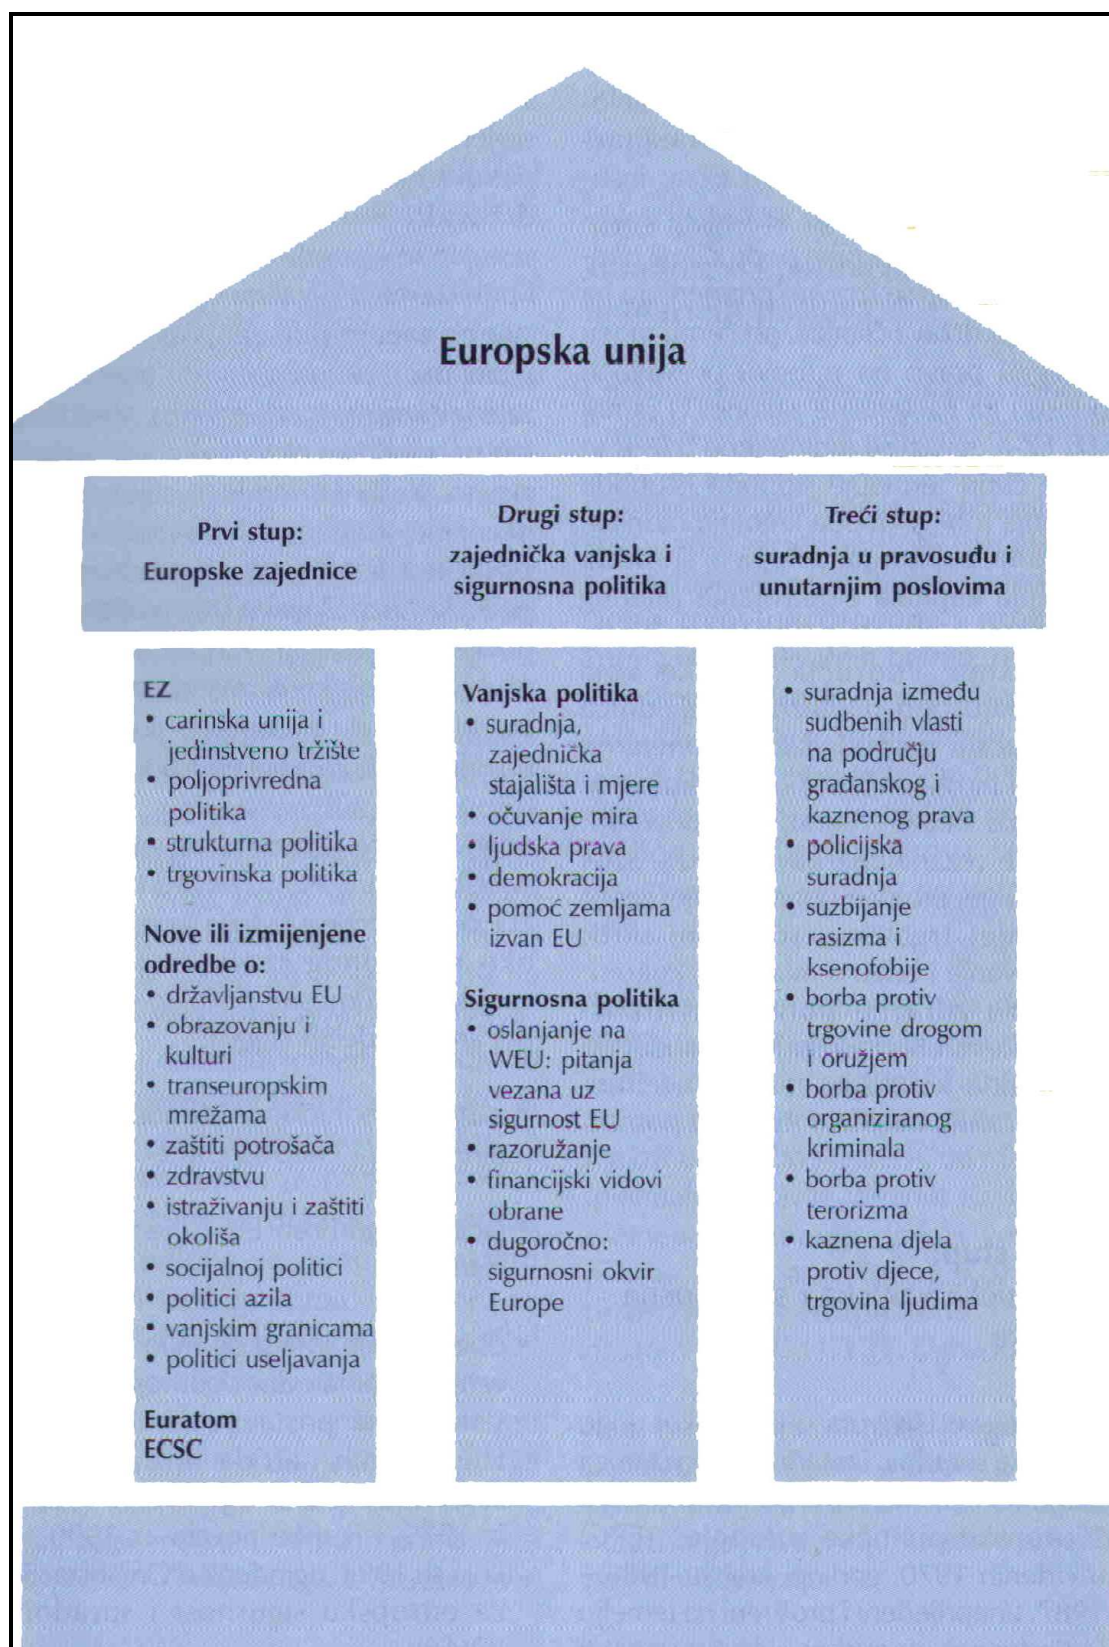 Europska unija
Prvi stup:
Europske zajednice
Drugi stup:
zajednička vanjska i
sigurnosna politika
Treći stup:
suradnja u pravosuđu i
unutarnjim poslovima
EZ
• carinska unija i
jedinstveno tržište
• poljoprivredna
politika
• strukturna politika
• trgovinska politika
Nove ili izmijenjene
odredbe o:
• državljanstvu EU
• obrazovanju i
kulturi
• transeuropskim
mrežama
• zaštiti potrošača
• zdravstvu
• istraživanju i zaštiti
okoliša
• socijalnoj politici
• politici azila
• vanjskim granicama
• politici useljavanja
Euratom
ECSC
Vanjska politika
• suradnja,
zajednička
stajališta i mjere
• očuvanje mira
• ljudska prava
• demokracija
• pomoć zemljama
izvan EU
Sigurnosna politika
• oslanjanje na
WEU: pitanja
vezana uz
sigurnost EU
• razoružanje
• financijski vidovi
obrane
• dugoročno:
sigurnosni okvir
Europe
• suradnja između
sudbenih vlasti
na području
građanskog i
kaznenog prava
• policijska
suradnja
• suzbijanje
rasizma i
ksenofobije
• borba protiv
trgovine drogom
i oružjem
• borba protiv
organiziranog
kriminala
• borba protiv
terorizma
• kaznena djela
protiv djece,
trgovina ljudima